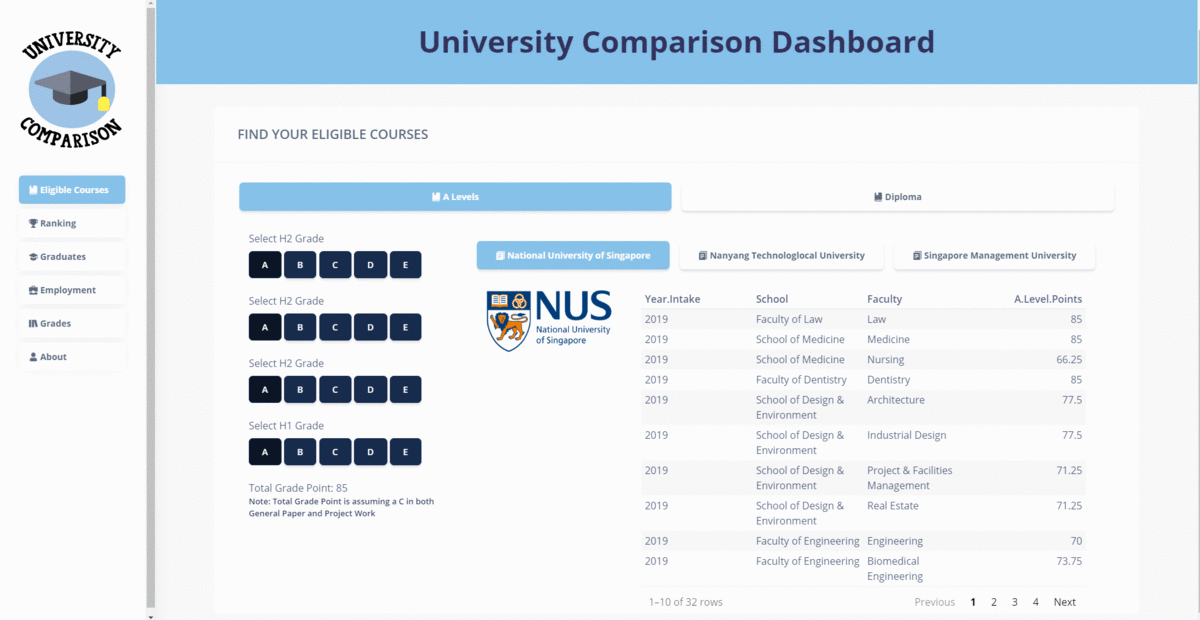 UNIVERSITY
COMPARISON
Eligible Courses
Ranking
Graduates
Employment
Grades
About
University Comparison Dashboard
FIND YOUR ELIGIBLE COURSES
A Levels
Diploma
Select H2 Grade
A B C D E
Select H2 Grade
A B C D E
Select H2 Grade
A B C D E
Select H1 Grade
A B C D E
Total Grade Point: 85
Note: Total Grade Point is assuming a C in both
General Paper and Project Work
National University of Singapore
Nanyang Technologlocal University
Singapore Management University
NUS
National University
of Singapore
Year.Intake School Faculty A.Level.Points
2019 Faculty of Law Law 85
2019 School of Medicine Medicine 85
2019 School of Medicine Nursing 66.25
2019 Faculty of Dentistry Dentistry 85
2019 School of Design & Architecture 77.5
Environment
2019 School of Design & Industrial Design 77.5
Environment
2019 School of Design & Project & Facilities 71.25
Environment Management
2019 School of Design & Real Estate 71.25
Environment
2019 Faculty of Engineering Engineering 70
2019 Faculty of Engineering Biomedical 73.75
Engineering
1–10 of 32 rows
Previous 1 2 3 4 Next